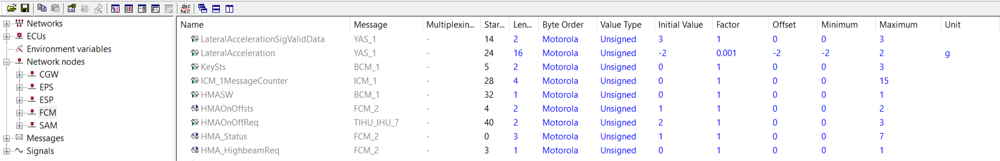 dec
hex
Networks
ECUs
Environment variables
Network nodes
CGW
EPS
ESP
FCM
SAM
Messages
Signals
Name Message Multiplexin... Star... Len... Byte Order Value Type Initial Value Factor Offset Minimum Maximum Unit
LateralAccelerationSigValidData YAS_1 - 14 2 Motorola Unsigned 3 1 0 0 3
LateralAcceleration YAS_1 - 24 16 Motorola Unsigned -2 0.001 -2 -2 2 g
KeySts BCM_1 - 5 2 Motorola Unsigned 0 1 0 0 3
ICM_1MessageCounter ICM_1 - 28 4 Motorola Unsigned 0 1 0 0 15
HMASW BCM_1 - 32 1 Motorola Unsigned 0 1 0 0 1
HMAOnOffsts FCM_2 - 4 2 Motorola Unsigned 1 1 0 0 2
HMAOnOffReq TIHU_IHU_7 - 40 2 Motorola Unsigned 2 1 0 0 3
HMA_Status FCM_2 - 0 3 Motorola Unsigned 1 1 0 0 7
HMA_HighbeamReq FCM_2 - 3 1 Motorola Unsigned 0 1 0 0 1